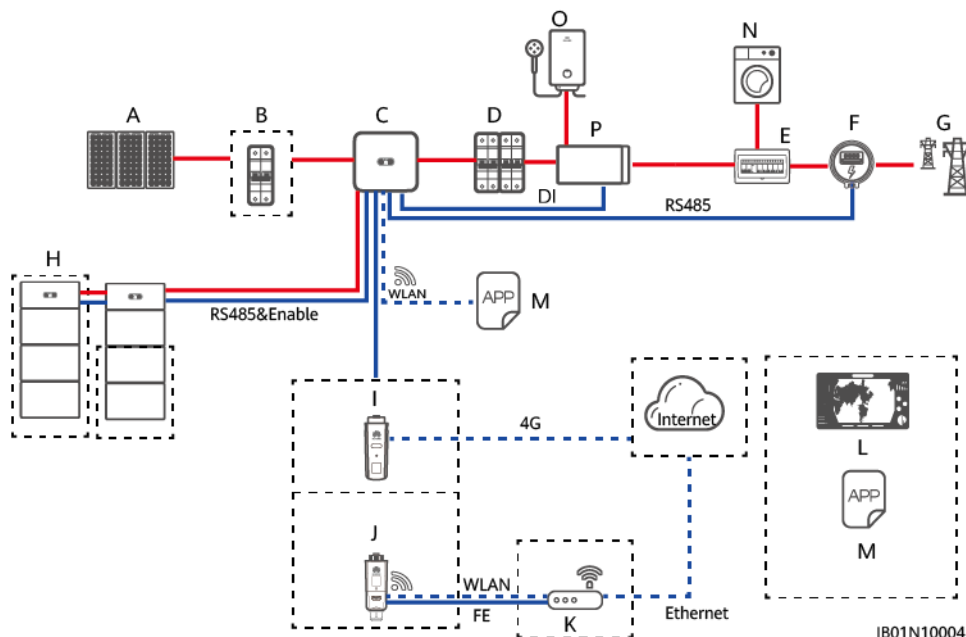 O
N
A
B
C
D
P
E
F
G
DI
RS485
H
WLAN
APP
M
RS485&Enable
I
4G
Internet
L
APP
M
J
WLAN
FE
K
Ethernet
IB01N10004